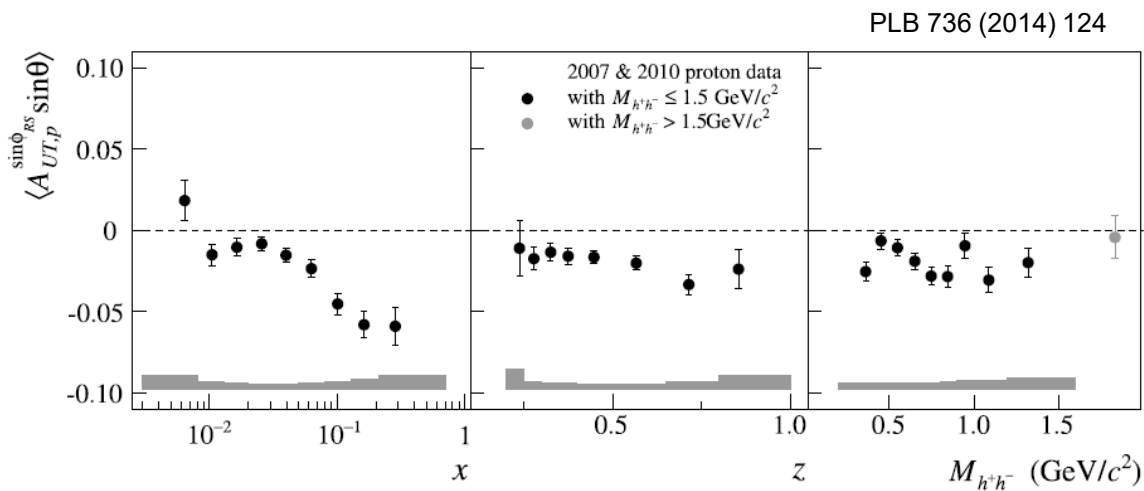 PLB 736 (2014) 124
⟨A_{UT,p}^{sinϕ_{RS}} sinθ⟩
0.10
0.05
0
-0.05
-0.10
2007 & 2010 proton data
with M_{h⁺h⁻} ≤ 1.5 GeV/c²
with M_{h⁺h⁻} > 1.5GeV/c²
10⁻² 10⁻¹ 1
x
0.5 1.0
z
0.5 1.0 1.5
M_{h⁺h⁻} (GeV/c²)